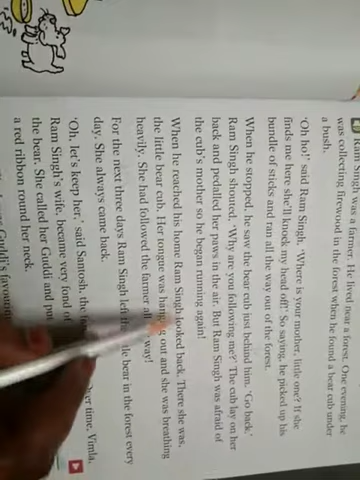 Ram Singh was a farmer. He lived near a forest. One evening, he
was collecting firewood in the forest when he found a bear cub under
a bush.
'Oh ho!' said Ram Singh. 'Where is your mother, little one? If she
finds me here she'll knock my head off!' So saying, he picked up his
bundle of sticks and ran all the way out of the forest.
When he stopped, he saw the bear cub just behind him. 'Go back,'
Ram Singh shouted. 'Why are you following me?' The cub lay on her
back and pedalled her paws in the air. But Ram Singh was afraid of
the cub's mother so he began running again!
When he reached his home Ram Singh looked back. There she was,
the little bear cub. Her tongue was hanging out and she was breathing
heavily. She had followed the farmer all way!
For the next three days Ram Singh left the bear in the forest every
day. She always came back.
'Oh, let's keep her,' said Santosh, the over time, Vimla,
Ram Singh's wife, became very fond of
the bear. She called her Guddi and put
a red ribbon round her neck.
Guddi's favourite